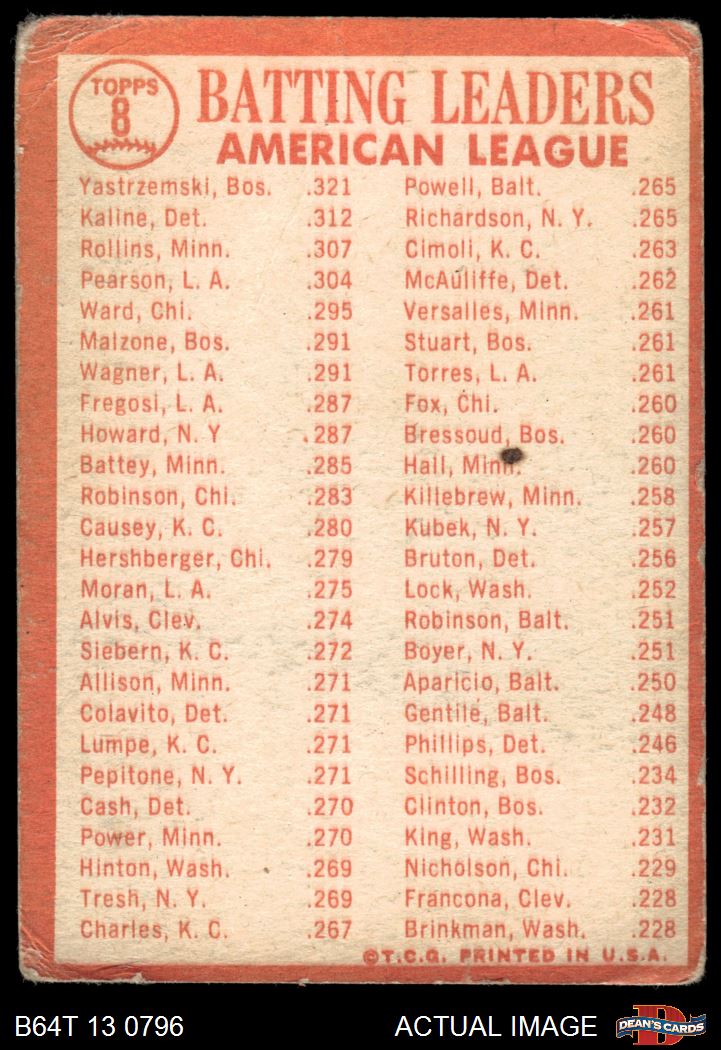 TOPPS
8
BATTING LEADERS
AMERICAN LEAGUE
Yastrzemski, Bos. .321
Kaline, Det. .312
Rollins, Minn. .307
Pearson, L. A. .304
Ward, Chi. .295
Malzone, Bos. .291
Wagner, L. A. .291
Fregosi, L. A. .287
Howard, N. Y .287
Battey, Minn. .285
Robinson, Chi. .283
Causey, K. C. .280
Hershberger, Chi. .279
Moran, L. A. .275
Alvis, Clev. .274
Siebern, K. C. .272
Allison, Minn. .271
Colavito, Det. .271
Lumpe, K. C. .271
Pepitone, N. Y. .271
Cash, Det. .270
Power, Minn. .270
Hinton, Wash. .269
Tresh, N. Y. .269
Charles, K. C. .267
Powell, Balt. .265
Richardson, N. Y. .265
Cimoli, K. C. .263
McAuliffe, Det. .262
Versalles, Minn. .261
Stuart, Bos. .261
Torres, L. A. .261
Fox, Chi. .260
Bressoud, Bos. .260
Hall, Minn. .260
Killebrew, Minn. .258
Kubek, N. Y. .257
Bruton, Det. .256
Lock, Wash. .252
Robinson, Balt. .251
Boyer, N. Y. .251
Aparicio, Balt. .250
Gentile, Balt. .248
Phillips, Det. .246
Schilling, Bos. .234
Clinton, Bos. .232
King, Wash. .231
Nicholson, Chi. .229
Francona, Clev. .228
Brinkman, Wash. .228
©T.C.G. PRINTED IN U.S.A.
B64T 13 0796
ACTUAL IMAGE
D
DEAN'S CARDS